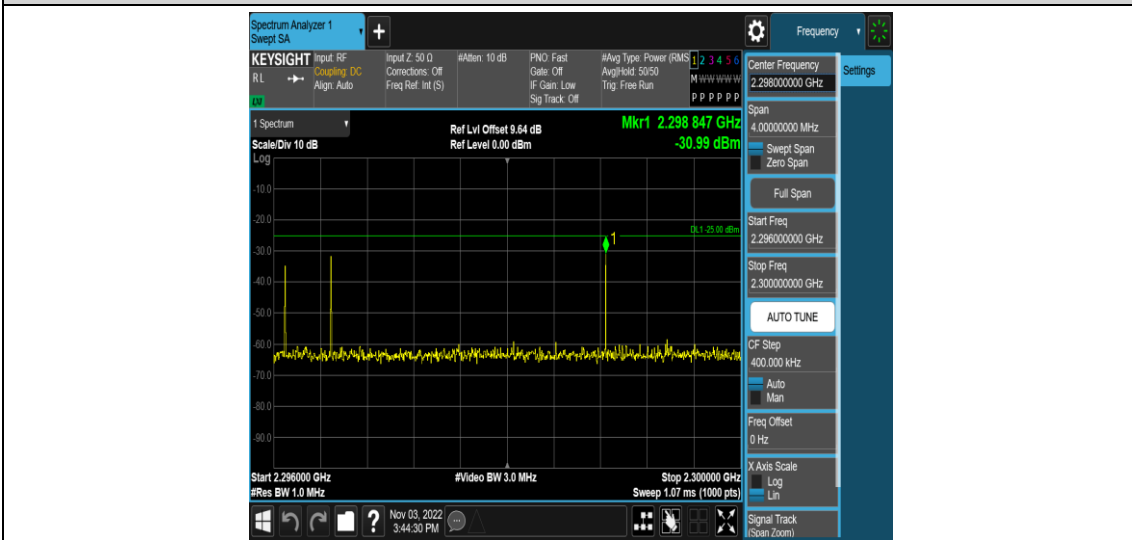 Spectrum Analyzer 1
Swept SA
+
Frequency
KEYSIGHT
RL
LXI
Input: RF
Coupling: DC
Align: Auto
Input Z: 50 Ω
Corrections: Off
Freq Ref: Int (S)
#Atten: 10 dB
PNO: Fast
Gate: Off
IF Gain: Low
Sig Track: Off
#Avg Type: Power (RMS
Avg|Hold: 50/50
Trig: Free Run
1 2 3 4 5 6
M W W W W W
P P P P P P
1 Spectrum
Scale/Div 10 dB
Log
Ref Lvl Offset 9.64 dB
Ref Level 0.00 dBm
Mkr1 2.298 847 GHz
-30.99 dBm
-10.0
-20.0
DL1 -25.00 dBm
1
-30.0
-40.0
-50.0
-60.0
-70.0
-80.0
-90.0
Start 2.296000 GHz
#Res BW 1.0 MHz
#Video BW 3.0 MHz
Stop 2.300000 GHz
Sweep 1.07 ms (1000 pts)
?
Nov 03, 2022
3:44:30 PM
Center Frequency
2.298000000 GHz
Settings
Span
4.00000000 MHz
Swept Span
Zero Span
Full Span
Start Freq
2.296000000 GHz
Stop Freq
2.300000000 GHz
AUTO TUNE
CF Step
400.000 kHz
Auto
Man
Freq Offset
0 Hz
X Axis Scale
Log
Lin
Signal Track
(Span Zoom)